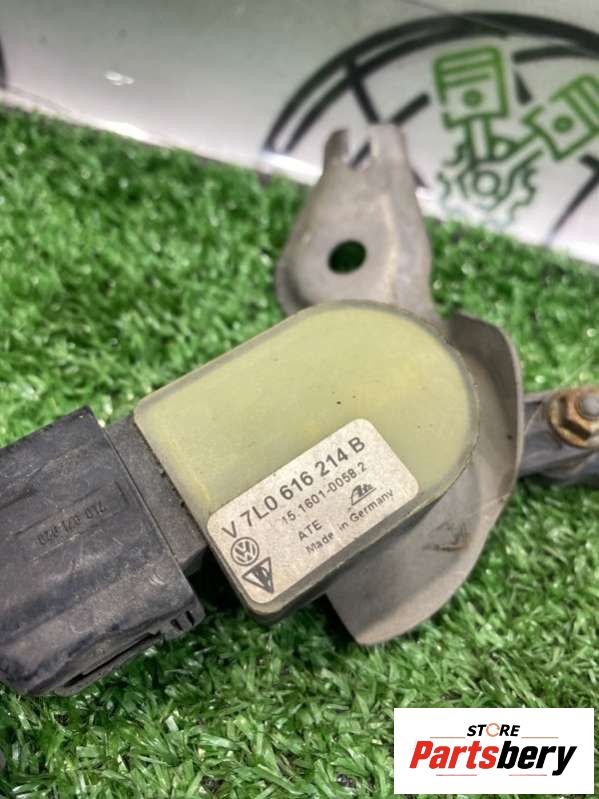 V 7L0 616 214 B
15.1601-0058.2
ATE
Made in Germany
STORE
Partsbery